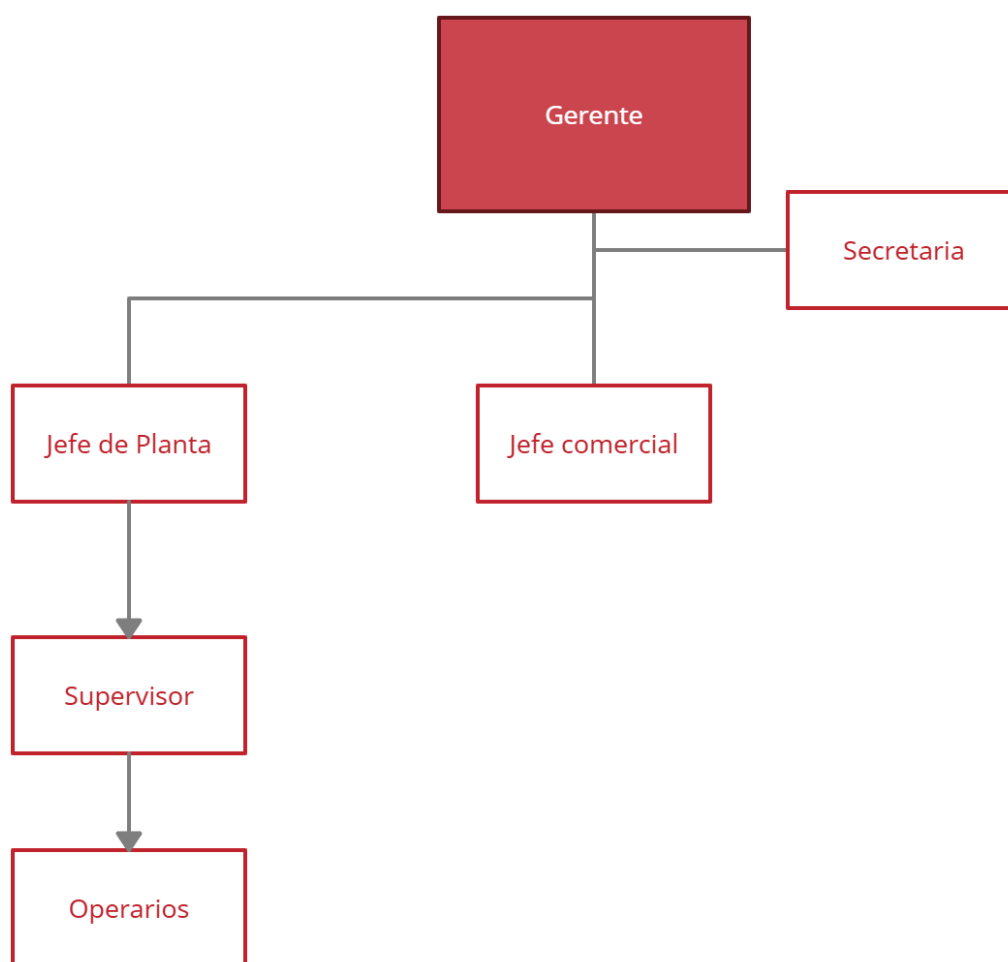 Gerente
Secretaria
Jefe de Planta
Jefe comercial
Supervisor
Operarios